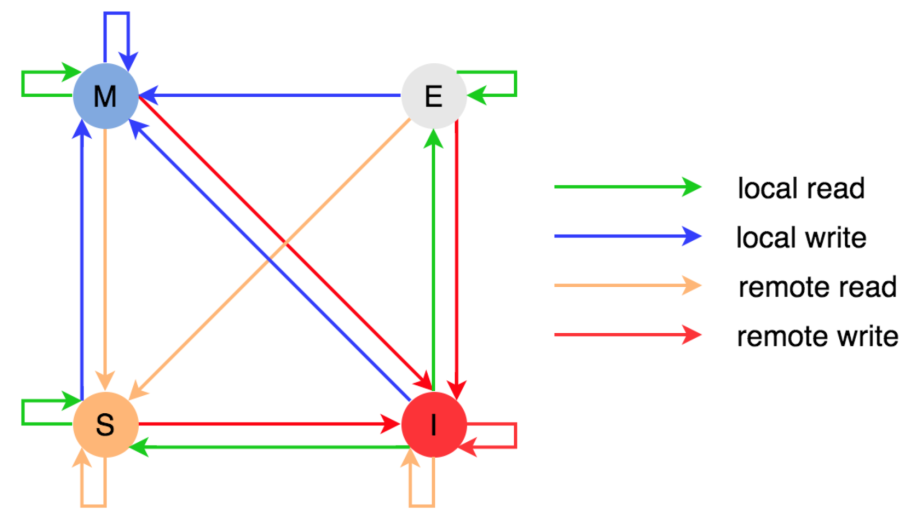 M
E
S
I
local read
local write
remote read
remote write